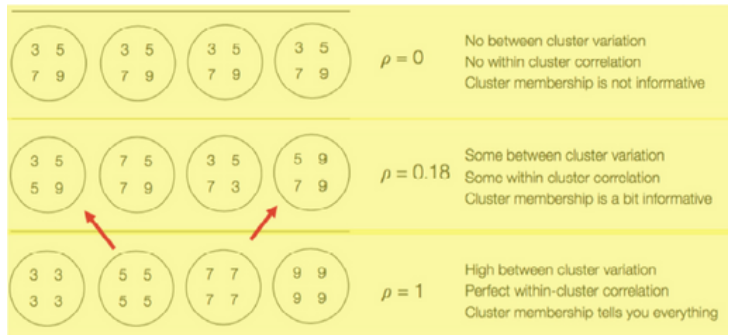 3 5 3 5 3 5 3 5
7 9 7 9 7 9 7 9
ρ = 0
No between cluster variation
No within cluster correlation
Cluster membership is not informative
3 5 7 5 3 5 5 9
5 9 7 9 7 3 7 9
ρ = 0.18
Some between cluster variation
Some within cluster correlation
Cluster membership is a bit informative
3 3 5 5 7 7 9 9
3 3 5 5 7 7 9 9
ρ = 1
High between cluster variation
Perfect within-cluster correlation
Cluster membership tells you everything